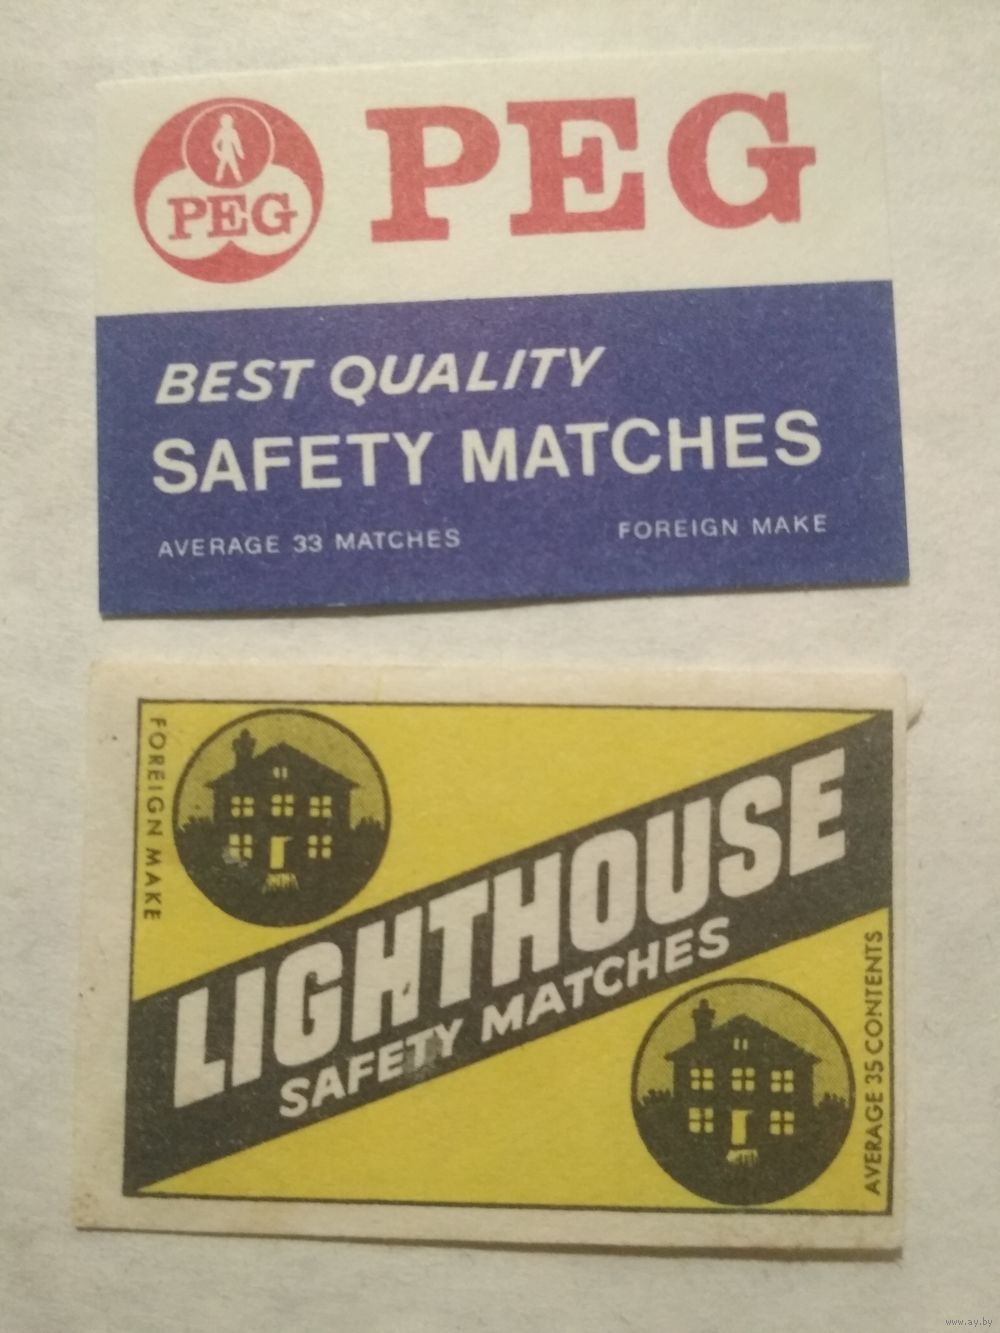 PEG
PEG
BEST QUALITY
SAFETY MATCHES
AVERAGE 33 MATCHES
FOREIGN MAKE
FOREIGN MAKE
LIGHTHOUSE
SAFETY MATCHES
AVERAGE 35 CONTENTS
www.ay.by